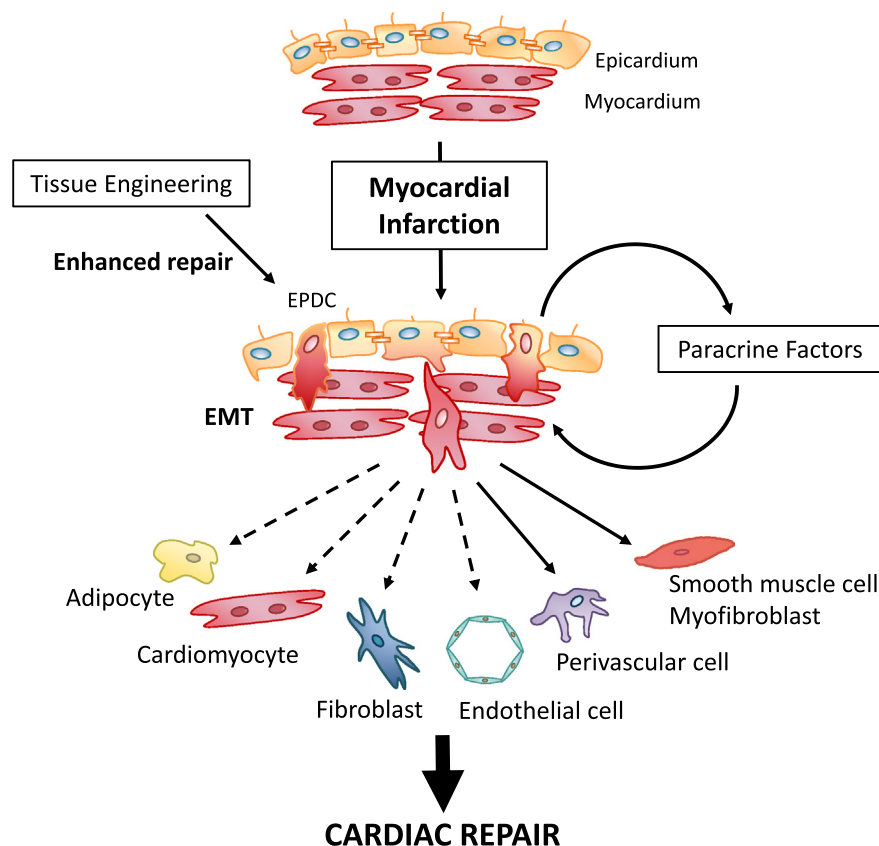 Epicardium
Myocardium
Tissue Engineering
Myocardial
Infarction
Enhanced repair
EPDC
Paracrine Factors
EMT
Adipocyte
Cardiomyocyte
Fibroblast
Endothelial cell
Perivascular cell
Smooth muscle cell
Myofibroblast
CARDIAC REPAIR